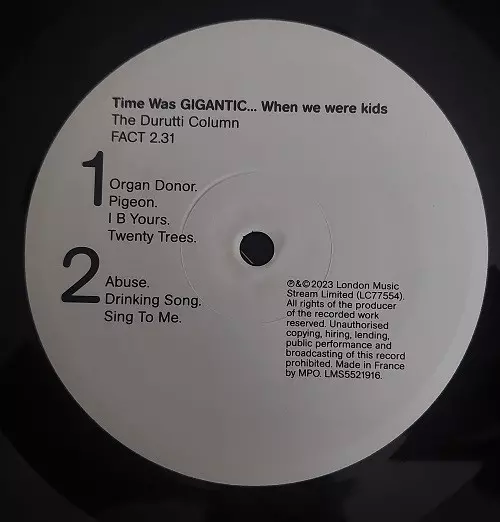 Time Was GIGANTIC... When we were kids
The Durutti Column
FACT 2.31
1
Organ Donor.
Pigeon.
I B Yours.
Twenty Trees.
2
Abuse.
Drinking Song.
Sing To Me.
℗&©2023 London Music
Stream Limited (LC77554).
All rights of the producer
of the recorded work
reserved. Unauthorised
copying, hiring, lending,
public performance and
broadcasting of this record
prohibited. Made in France
by MPO. LMS5521916.